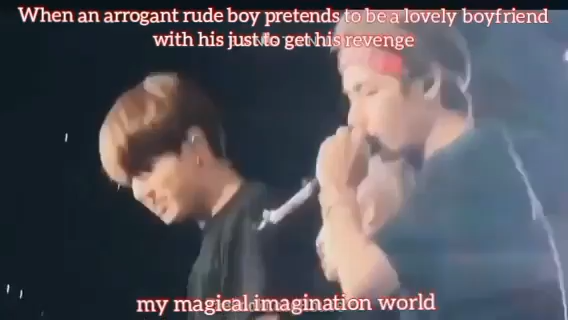 When an arrogant rude boy pretends to be a lovely boyfriend
with his just to get his revenge
my magical imagination world